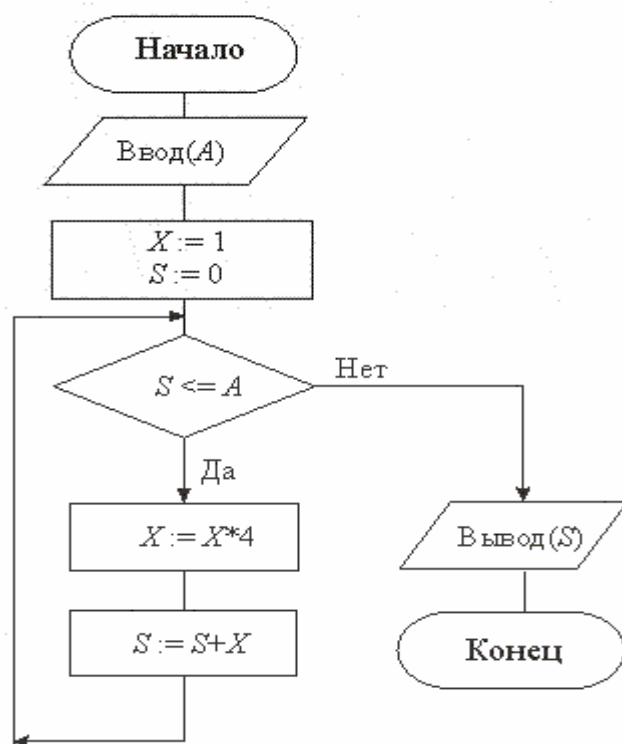 Начало
Ввод(A)
X := 1
S := 0
S <= A
Нет
Да
X := X*4
Вывод(S)
S := S+X
Конец